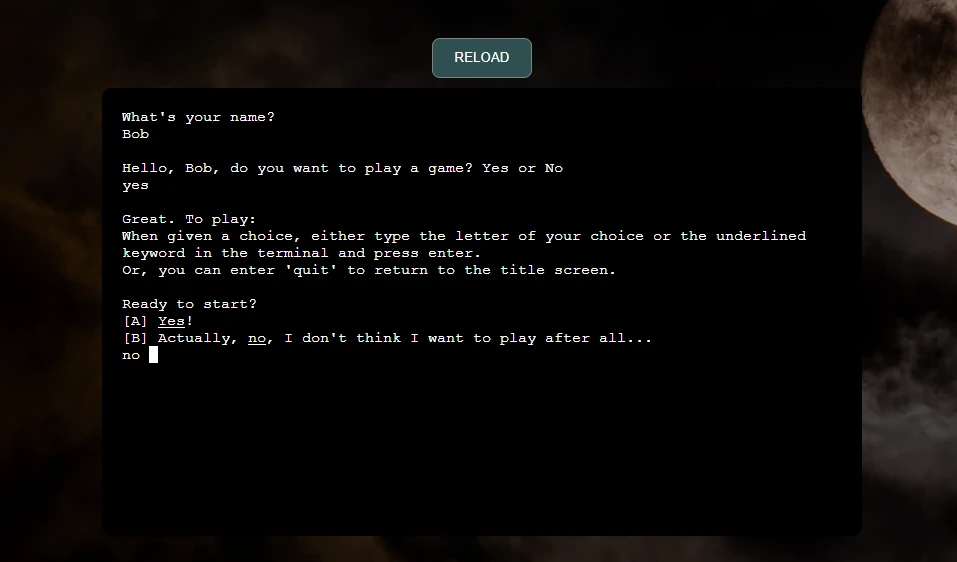 RELOAD
What's your name?
Bob
Hello, Bob, do you want to play a game? Yes or No
yes
Great. To play:
When given a choice, either type the letter of your choice or the underlined
keyword in the terminal and press enter.
Or, you can enter 'quit' to return to the title screen.
Ready to start?
[A] Yes!
[B] Actually, no, I don't think I want to play after all...
no